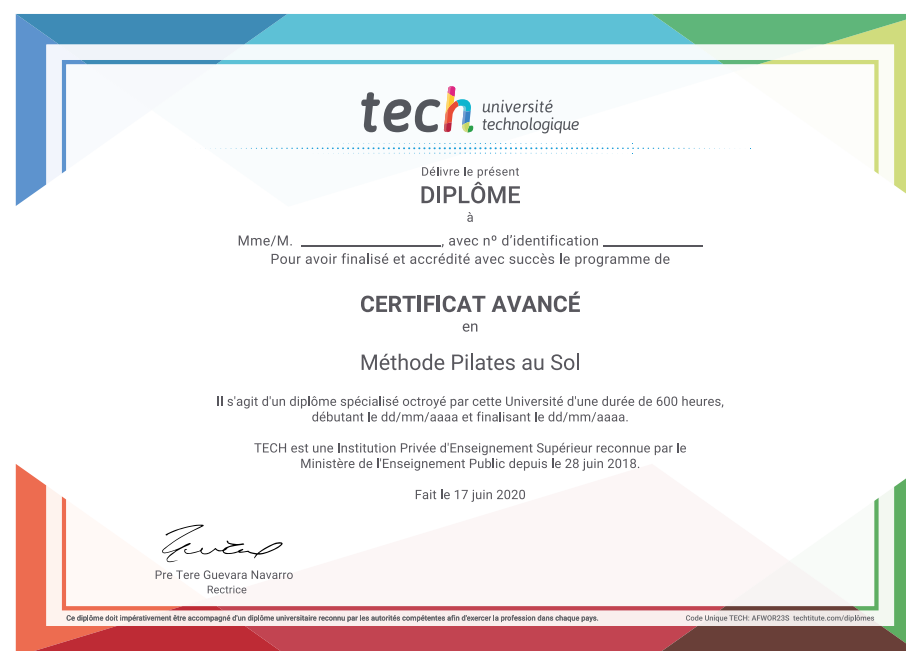 tech université
technologique
Délivre le présent
DIPLÔME
à
Mme/M. ____________________, avec nº d'identification ______________
Pour avoir finalisé et accrédité avec succès le programme de
CERTIFICAT AVANCÉ
en
Méthode Pilates au Sol
Il s'agit d'un diplôme spécialisé octroyé par cette Université d'une durée de 600 heures,
débutant le dd/mm/aaaa et finalisant le dd/mm/aaaa.
TECH est une Institution Privée d'Enseignement Supérieur reconnue par le
Ministère de l'Enseignement Public depuis le 28 juin 2018.
Fait le 17 juin 2020
Pre Tere Guevara Navarro
Rectrice
Ce diplôme doit impérativement être accompagné d'un diplôme universitaire reconnu par les autorités compétentes afin d'exercer la profession dans chaque pays.
Code Unique TECH: AFWOR23S techtitute.com/diplômes